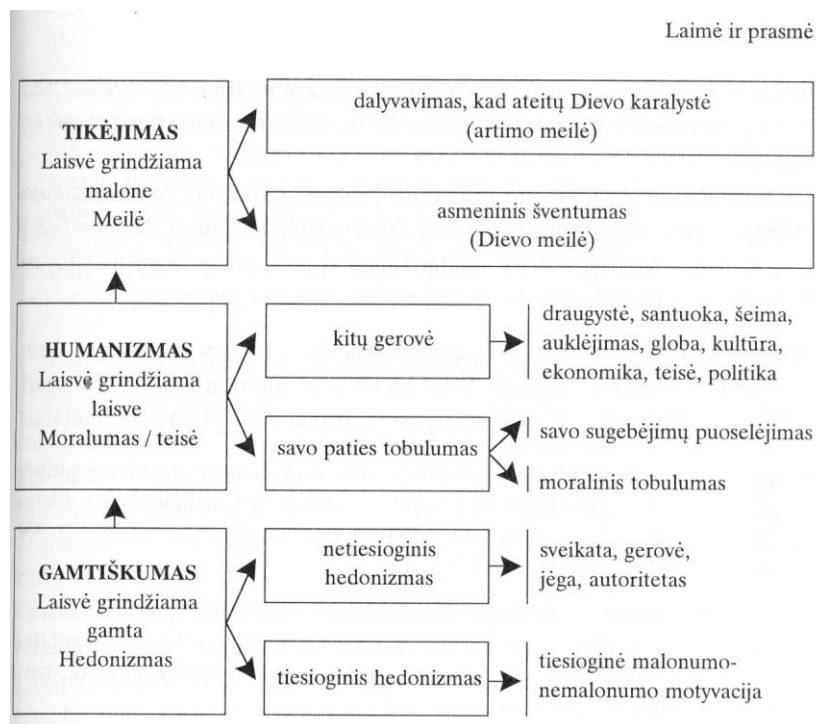 Laimė ir prasmė
TIKĖJIMAS
Laisvė grindžiama
malone
Meilė
dalyvavimas, kad ateitų Dievo karalystė
(artimo meilė)
asmeninis šventumas
(Dievo meilė)
HUMANIZMAS
Laisvė grindžiama
laisve
Moralumas / teisė
kitų gerovė
draugystė, santuoka, šeima,
auklėjimas, globa, kultūra,
ekonomika, teisė, politika
savo paties tobulumas
savo sugebėjimų puoselėjimas
moralinis tobulumas
GAMTIŠKUMAS
Laisvė grindžiama
gamta
Hedonizmas
netiesioginis
hedonizmas
sveikata, gerovė,
jėga, autoritetas
tiesioginis hedonizmas
tiesioginė malonumo-
nemalonumo motyvacija